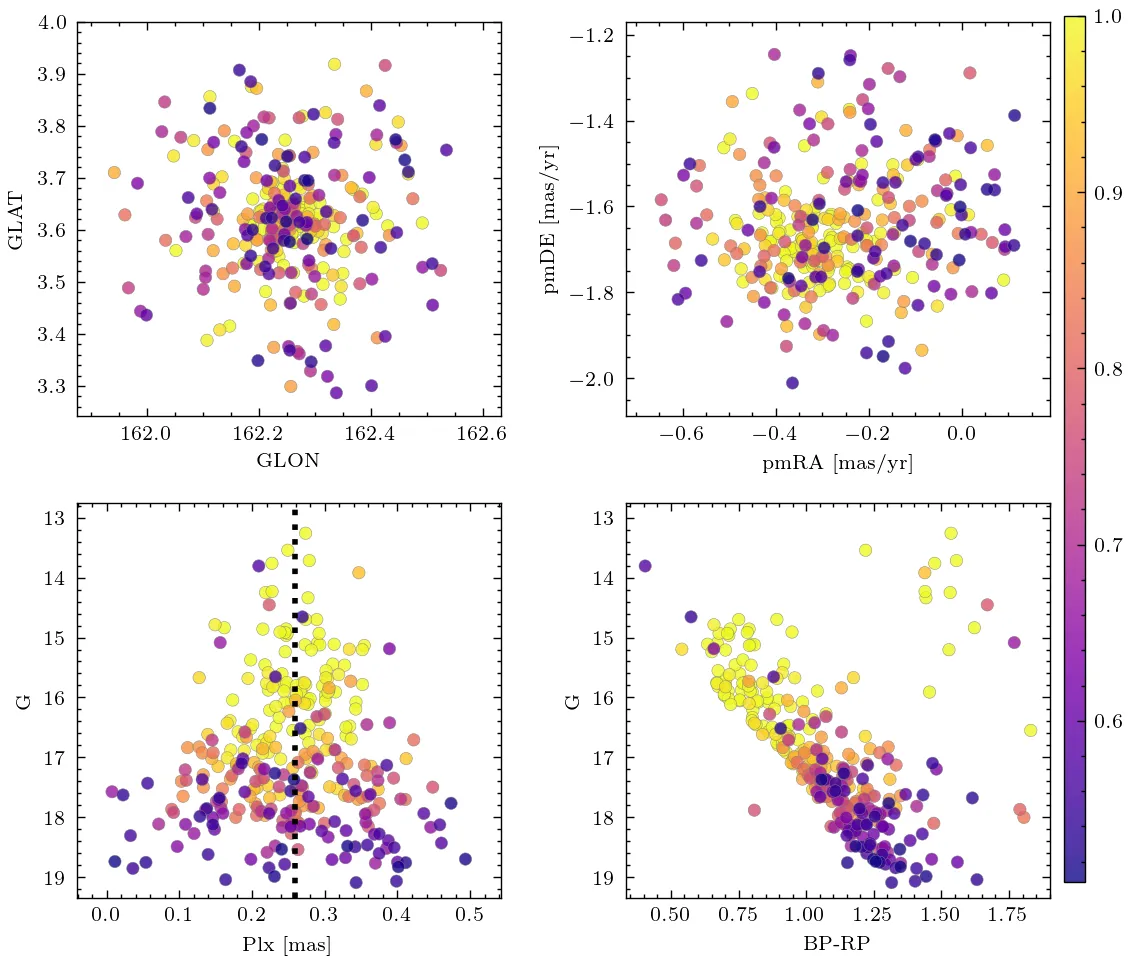 4.0
3.9
3.8
3.7
3.6
3.5
3.4
3.3
GLAT
162.0 162.2 162.4 162.6
GLON
−1.2
−1.4
−1.6
−1.8
−2.0
pmDE [mas/yr]
−0.6 −0.4 −0.2 0.0
pmRA [mas/yr]
1.0
0.9
0.8
0.7
0.6
13
14
15
16
17
18
19
G
0.0 0.1 0.2 0.3 0.4 0.5
Plx [mas]
13
14
15
16
17
18
19
G
0.50 0.75 1.00 1.25 1.50 1.75
BP-RP